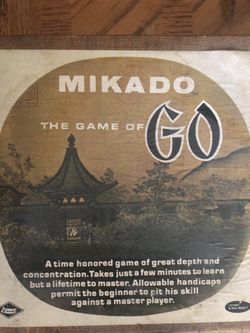 MIKADO
THE GAME OF GO
A time honored game of great depth and
concentration.Takes just a few minutes to learn
but a lifetime to master. Allowable handicaps
permit the beginner to pit his skill
against a master player.